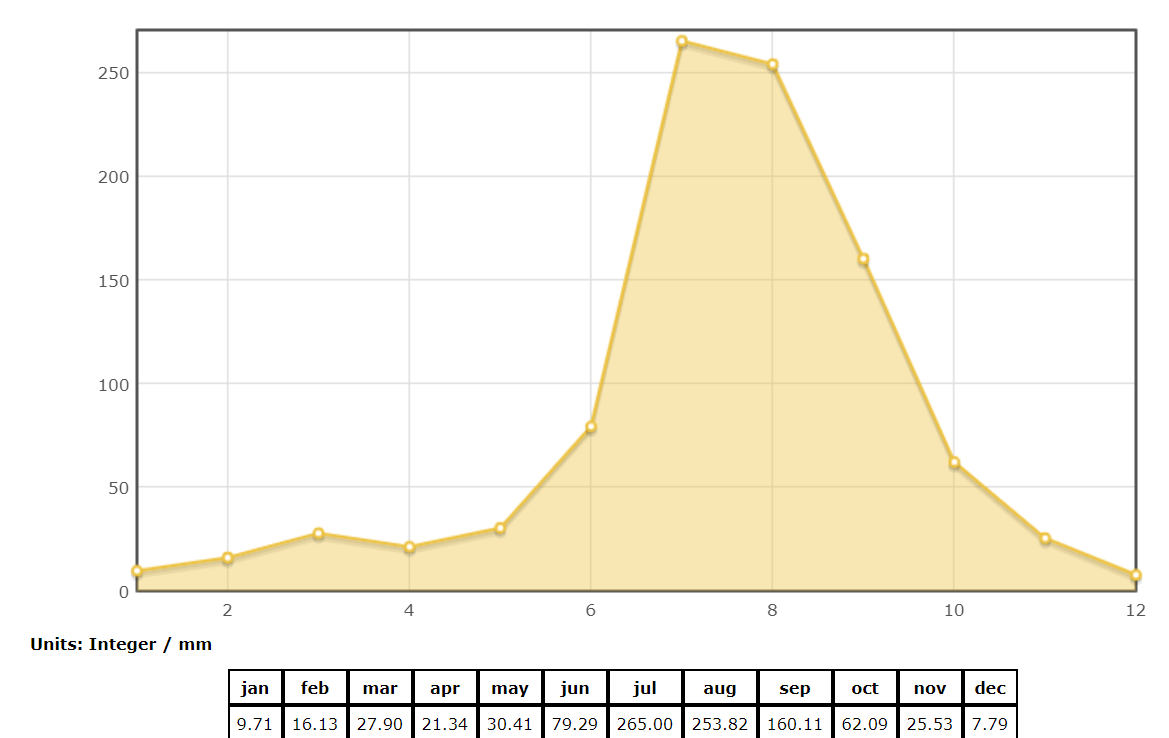 250
200
150
100
50
0
2 4 6 8 10 12
Units: Integer / mm
jan feb mar apr may jun jul aug sep oct nov dec
9.71 16.13 27.90 21.34 30.41 79.29 265.00 253.82 160.11 62.09 25.53 7.79